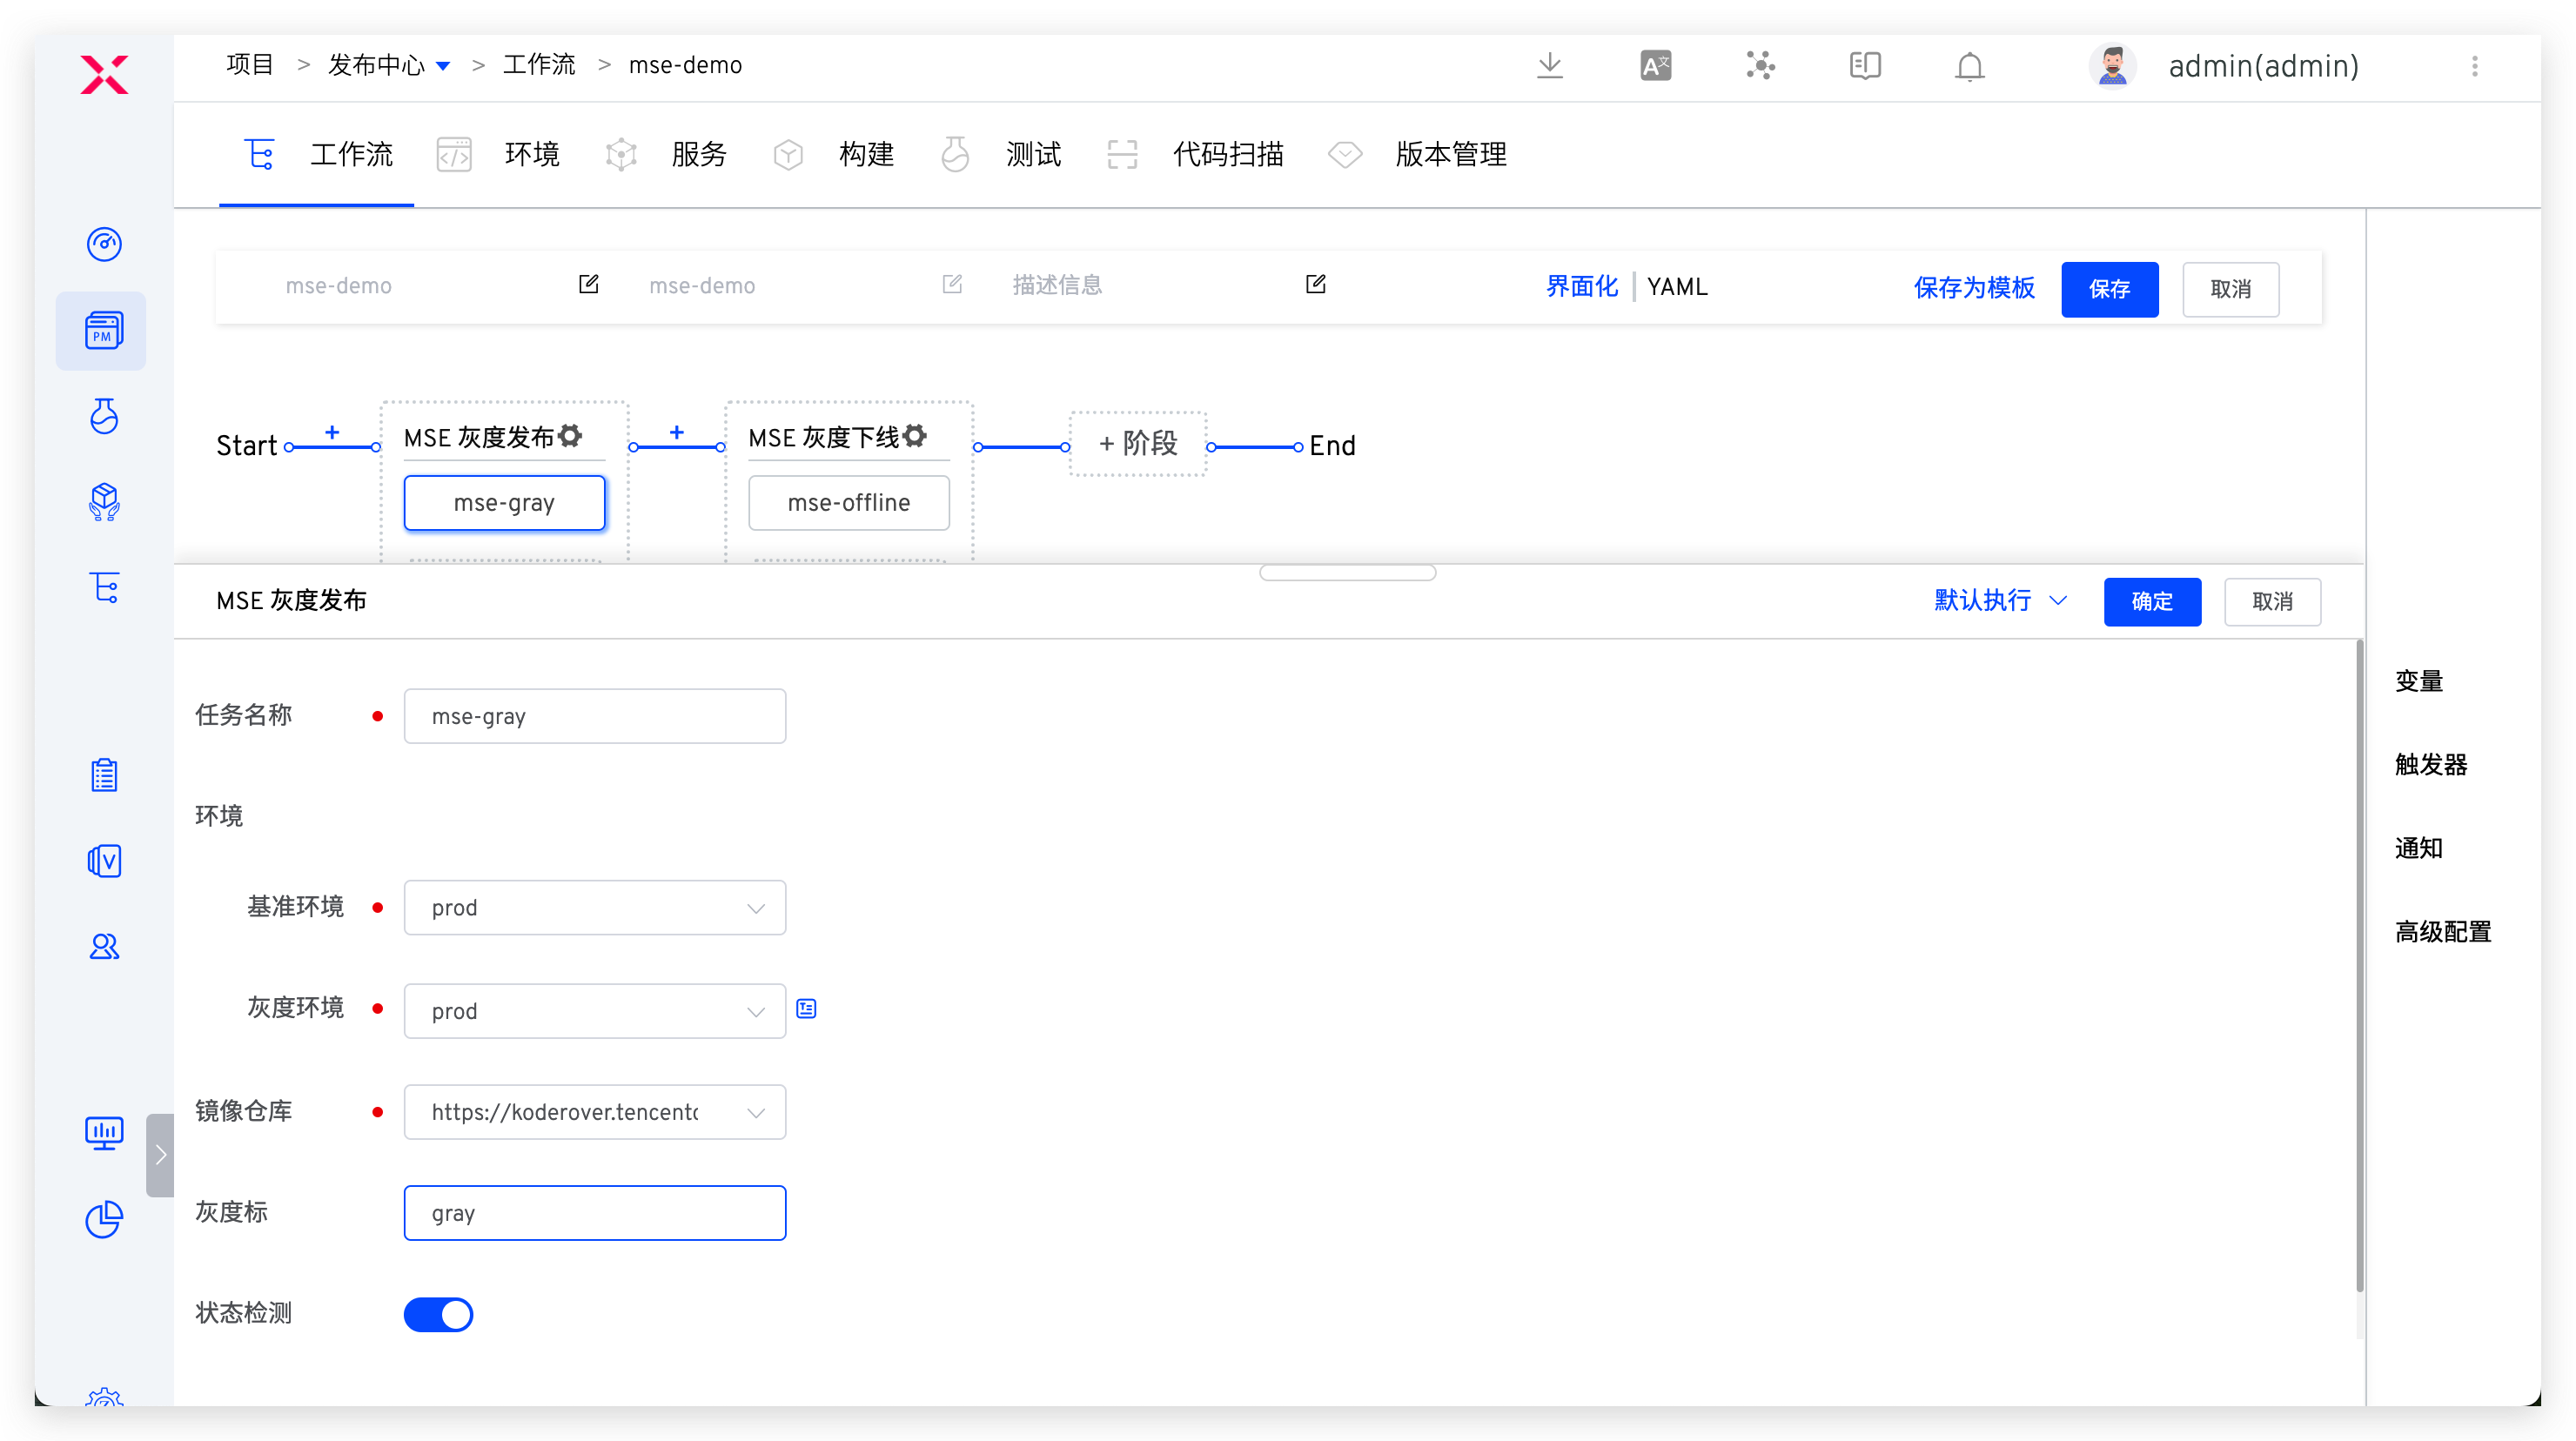 项目 > 发布中心 > 工作流 > mse-demo
A文
admin(admin)
工作流 环境 服务 构建 测试 代码扫描 版本管理
PM
mse-demo mse-demo 描述信息 界面化 | YAML 保存为模板 保存 取消
Start + MSE 灰度发布 + MSE 灰度下线 + 阶段 End
mse-gray mse-offline
MSE 灰度发布 默认执行 确定 取消
任务名称 mse-gray
环境
基准环境 prod
灰度环境 prod
镜像仓库 https://koderover.tencentc
灰度标 gray
状态检测
变量
触发器
通知
高级配置
V